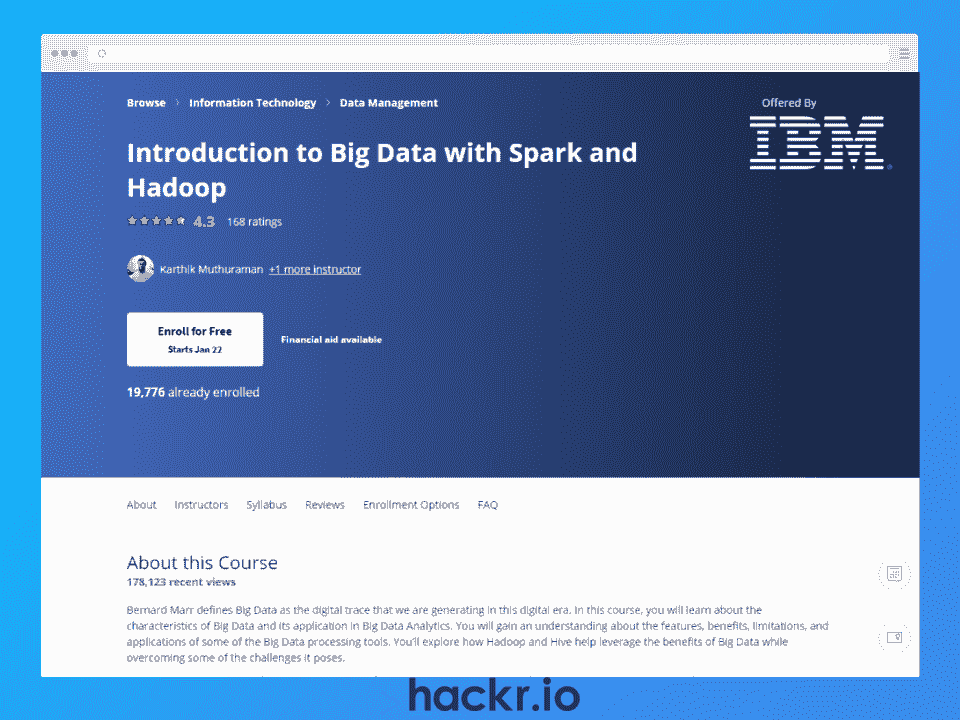 Browse > Information Technology > Data Management
Offered By
IBM
Introduction to Big Data with Spark and
Hadoop
4.3 168 ratings
Karthik Muthuraman +1 more instructor
Enroll for Free
Starts Jan 22
Financial aid available
19,776 already enrolled
About Instructors Syllabus Reviews Enrollment Options FAQ
About this Course
178,123 recent views
Bernard Marr defines Big Data as the digital trace that we are generating in this digital era. In this course, you will learn about the
characteristics of Big Data and its application in Big Data Analytics. You will gain an understanding about the features, benefits, limitations, and
applications of some of the Big Data processing tools. You'll explore how Hadoop and Hive help leverage the benefits of Big Data while
overcoming some of the challenges it poses.
hackr.io